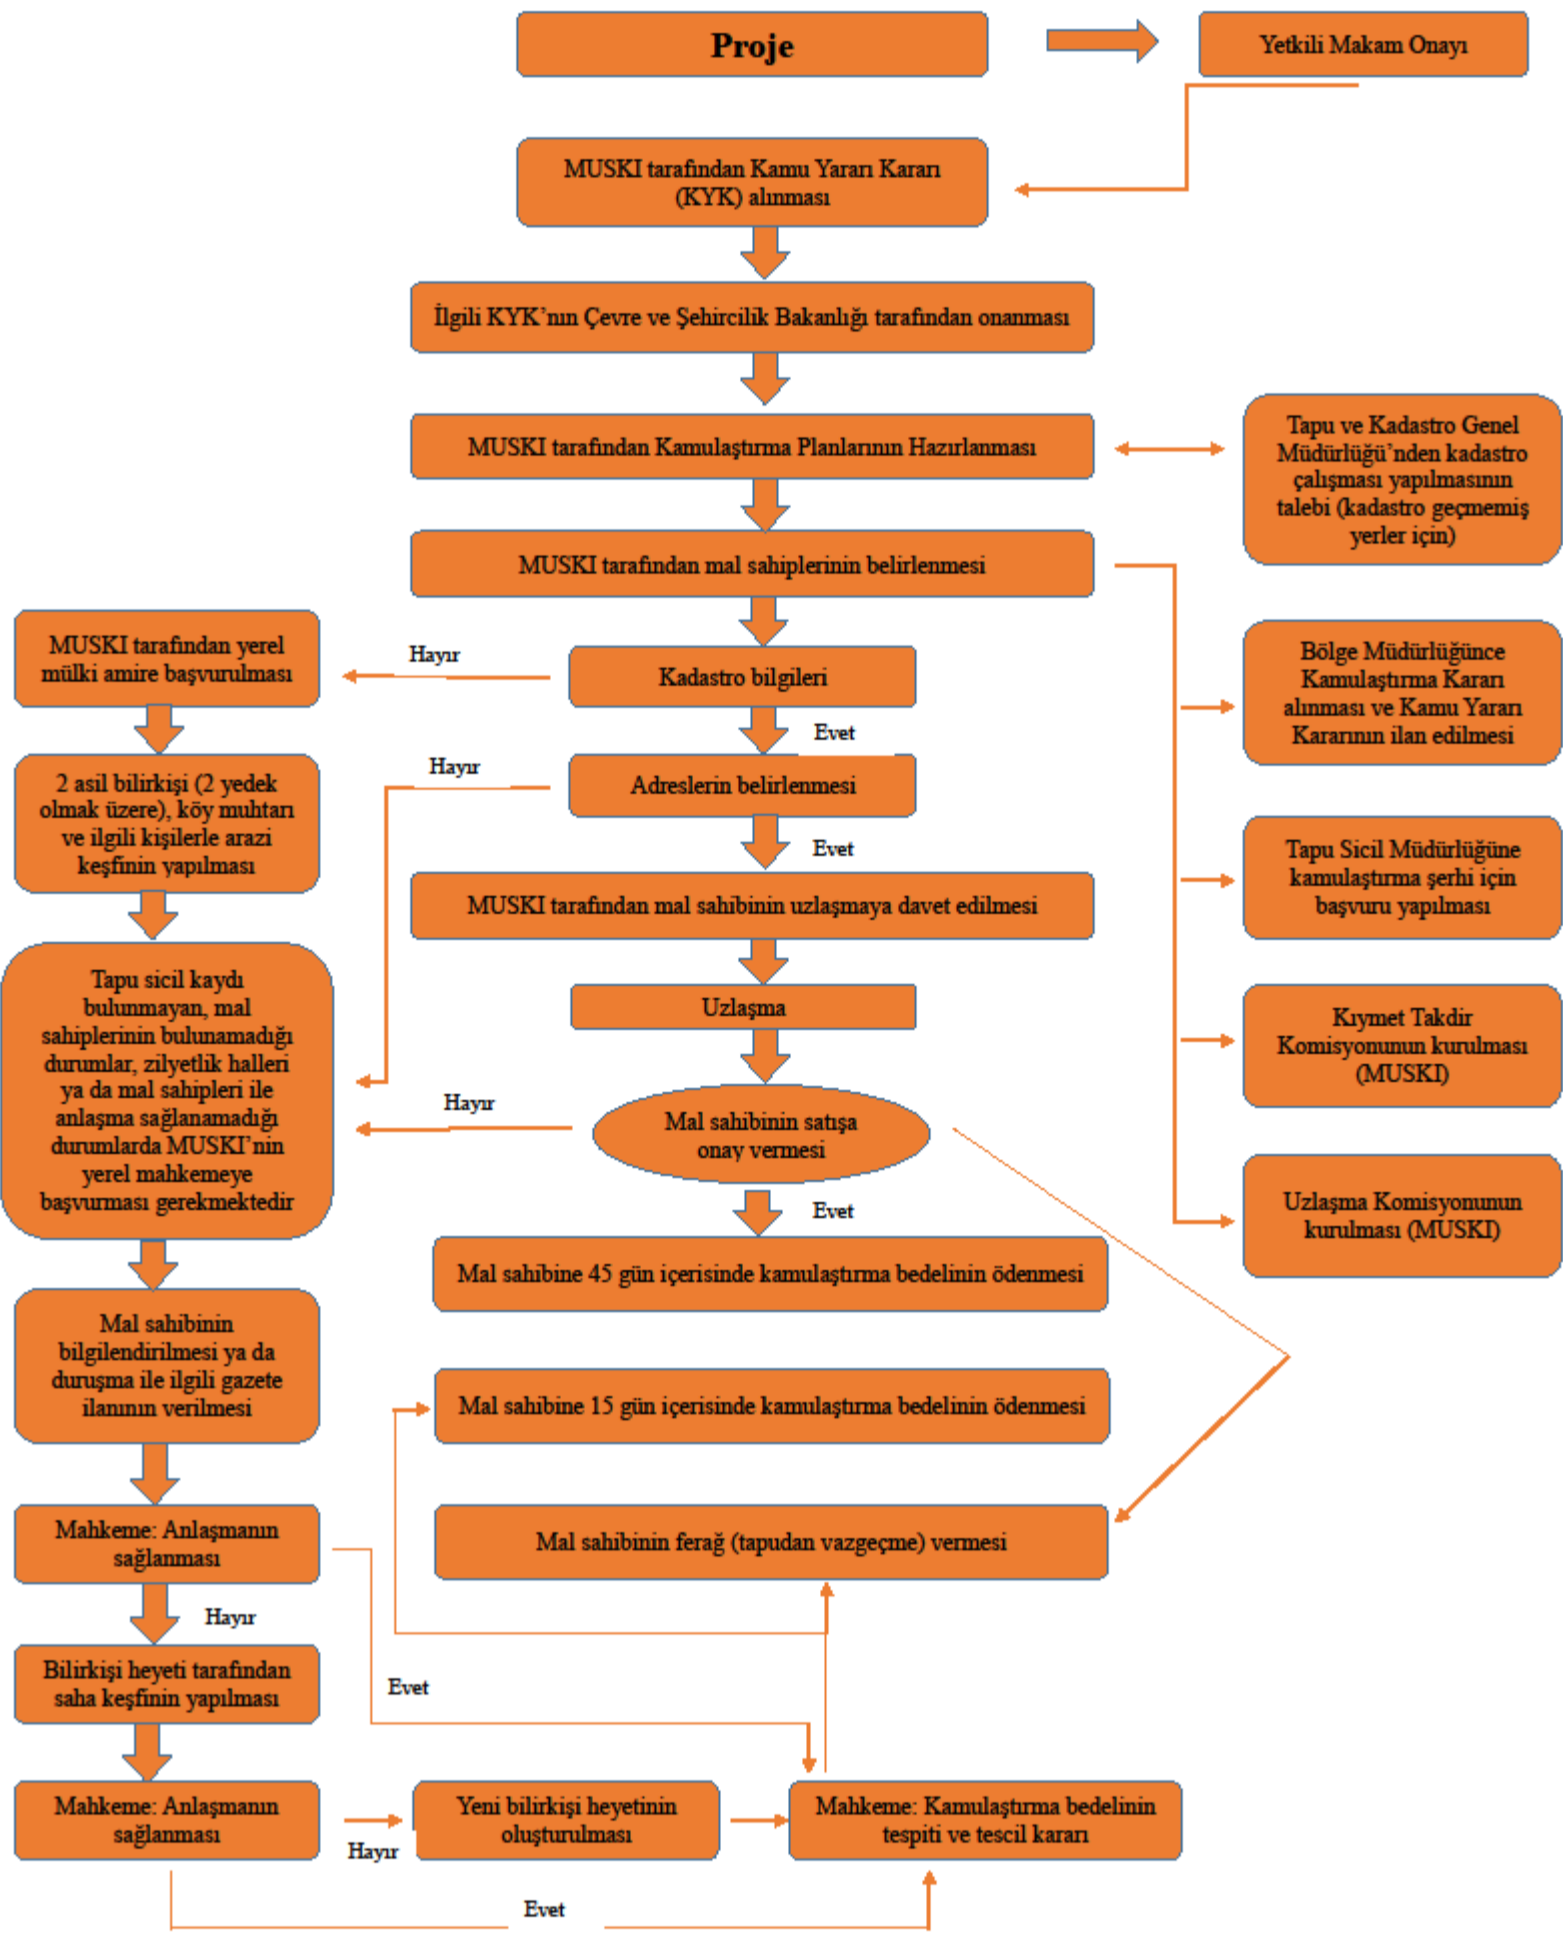 Proje
Yetkili Makam Onayı
MUSKI tarafından Kamu Yararı Kararı
(KYK) alınması
İlgili KYK’nın Çevre ve Şehircilik Bakanlığı tarafından onanması
MUSKI tarafından Kamulaştırma Planlarının Hazırlanması
Tapu ve Kadastro Genel
Müdürlüğü’nden kadastro
çalışması yapılmasının
talebi (kadastro geçmemiş
yerler için)
MUSKI tarafından mal sahiplerinin belirlenmesi
MUSKI tarafından yerel
mülki amire başvurulması
Hayır
Kadastro bilgileri
Bölge Müdürlüğünce
Kamulaştırma Kararı
alınması ve Kamu Yararı
Kararının ilan edilmesi
Evet
2 asil bilirkişi (2 yedek
olmak üzere), köy muhtarı
ve ilgili kişilerle arazi
keşfinin yapılması
Hayır
Adreslerin belirlenmesi
Evet
Tapu Sicil Müdürlüğüne
kamulaştırma şerhi için
başvuru yapılması
MUSKI tarafından mal sahibinin uzlaşmaya davet edilmesi
Tapu sicil kaydı
bulunmayan, mal
sahiplerinin bulunamadığı
durumlar, zilyetlik halleri
ya da mal sahipleri ile
anlaşma sağlanamadığı
durumlarda MUSKI’nin
yerel mahkemeye
başvurması gerekmektedir
Uzlaşma
Kıymet Takdir
Komisyonunun kurulması
(MUSKI)
Hayır
Mal sahibinin satışa
onay vermesi
Evet
Uzlaşma Komisyonunun
kurulması (MUSKI)
Mal sahibine 45 gün içerisinde kamulaştırma bedelinin ödenmesi
Mal sahibinin
bilgilendirilmesi ya da
duruşma ile ilgili gazete
ilanının verilmesi
Mal sahibine 15 gün içerisinde kamulaştırma bedelinin ödenmesi
Mahkeme: Anlaşmanın
sağlanması
Mal sahibinin ferağ (tapudan vazgeçme) vermesi
Hayır
Bilirkişi heyeti tarafından
saha keşfinin yapılması
Evet
Mahkeme: Anlaşmanın
sağlanması
Hayır
Yeni bilirkişi heyetinin
oluşturulması
Mahkeme: Kamulaştırma bedelinin
tespiti ve tescil kararı
Evet